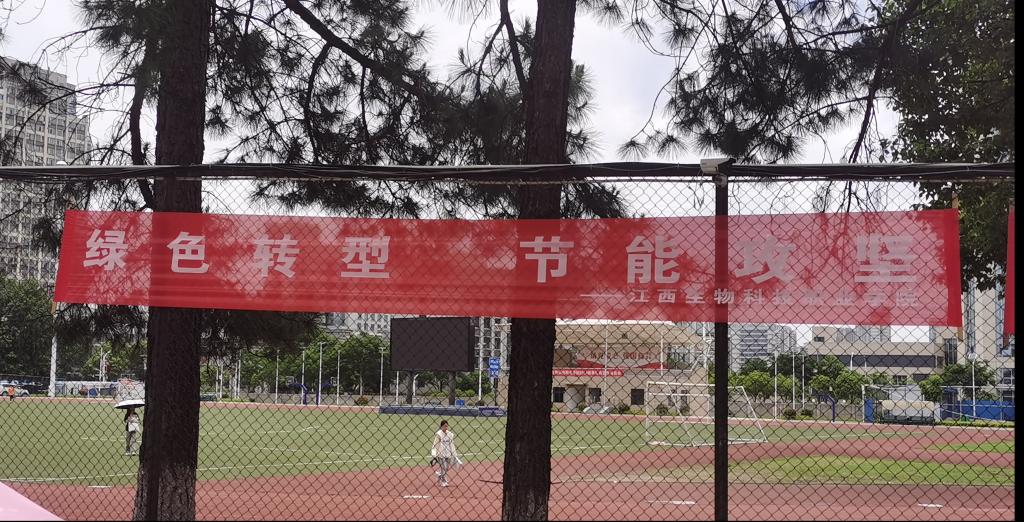 绿色转型 节能攻坚
——江西生物科技职业学院